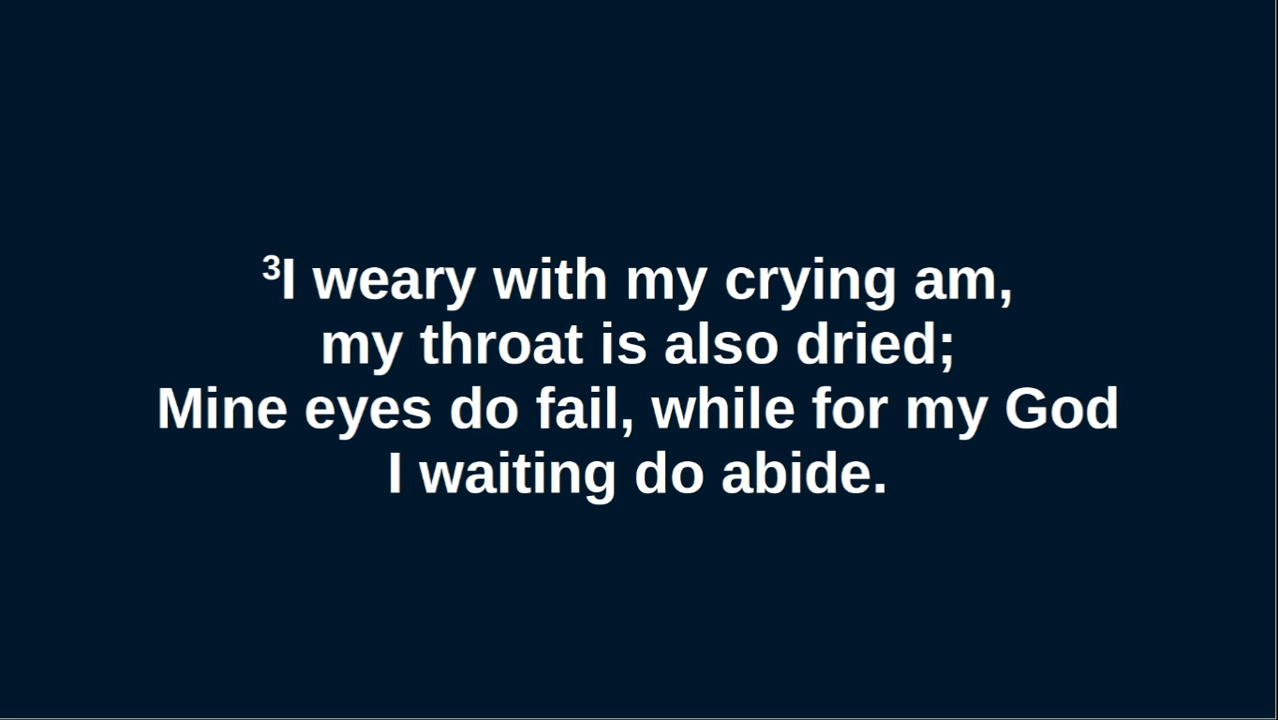 ³I weary with my crying am,
my throat is also dried;
Mine eyes do fail, while for my God
I waiting do abide.